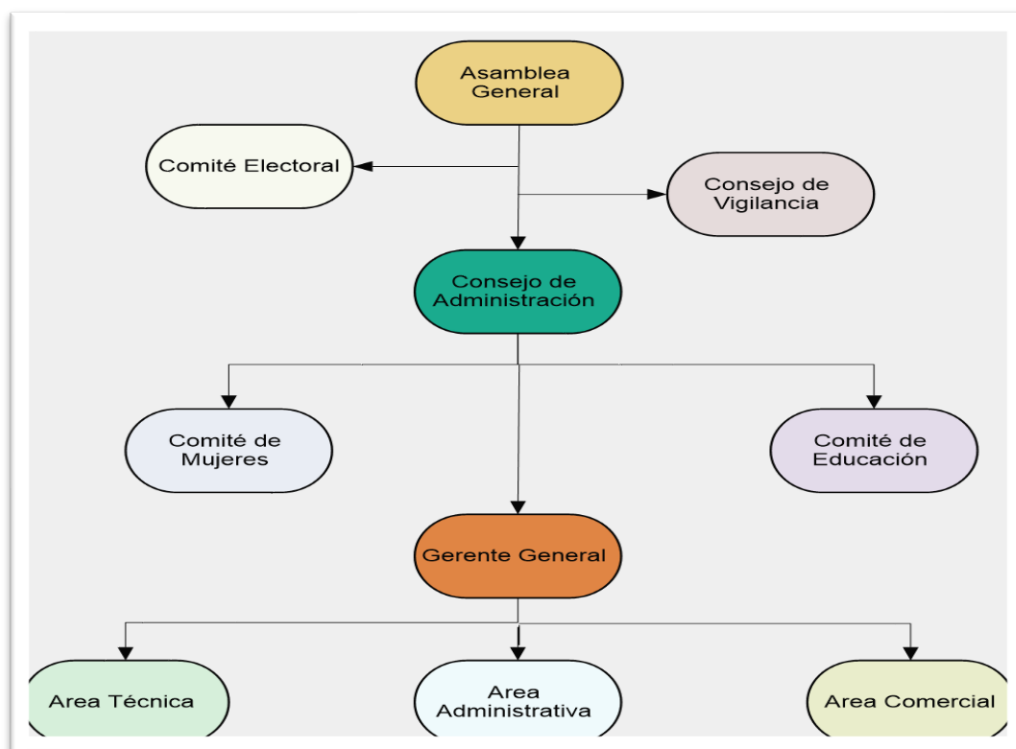 Asamblea
General
Comité Electoral
Consejo de
Vigilancia
Consejo de
Administración
Comité de
Mujeres
Comité de
Educación
Gerente General
Area Técnica
Area
Administrativa
Area Comercial